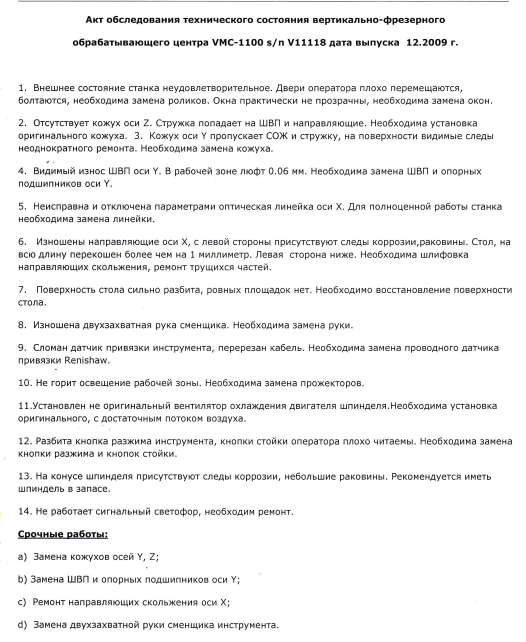 Акт обследования технического состояния вертикально-фрезерного
обрабатывающего центра VMC-1100 s/n V11118 дата выпуска 12.2009 г.
1. Внешнее состояние станка неудовлетворительное. Двери оператора плохо перемещаются,
болтаются, необходима замена роликов. Окна практически не прозрачны, необходима замена окон.
2. Отсутствует кожух оси Z. Стружка попадает на ШВП и направляющие. Необходима установка
оригинального кожуха. 3. Кожух оси Y пропускает СОЖ и стружку, на поверхности видимые следы
неоднократного ремонта. Необходима замена кожуха.
4. Видимый износ ШВП оси Y. В рабочей зоне люфт 0.06 мм. Необходима замена ШВП и опорных
подшипников оси Y.
5. Неисправна и отключена параметрами оптическая линейка оси X. Для полноценной работы станка
необходима замена линейки.
6. Изношены направляющие оси X, с левой стороны присутствуют следы коррозии,раковины. Стол, на
всю длину перекошен более чем на 1 миллиметр. Левая сторона ниже. Необходима шлифовка
направляющих скольжения, ремонт трущихся частей.
7. Поверхность стола сильно разбита, ровных площадок нет. Необходимо восстановление поверхности
стола.
8. Изношена двухзахватная рука сменщика. Необходима замена руки.
9. Сломан датчик привязки инструмента, перерезан кабель. Необходима замена проводного датчика
привязки Renishaw.
10. Не горит освещение рабочей зоны. Необходима замена прожекторов.
11.Установлен не оригинальный вентилятор охлаждения двигателя шпинделя.Необходима установка
оригинального, с достаточным потоком воздуха.
12. Разбита кнопка разжима инструмента, кнопки стойки оператора плохо читаемы. Необходима замена
кнопки разжима и кнопок стойки.
13. На конусе шпинделя присутствуют следы коррозии, небольшие раковины. Рекомендуется иметь
шпиндель в запасе.
14. Не работает сигнальный светофор, необходим ремонт.
Срочные работы:
a) Замена кожухов осей Y, Z;
b) Замена ШВП и опорных подшипников оси Y;
c) Ремонт направляющих скольжения оси X;
d) Замена двухзахватной руки сменщика инструмента.